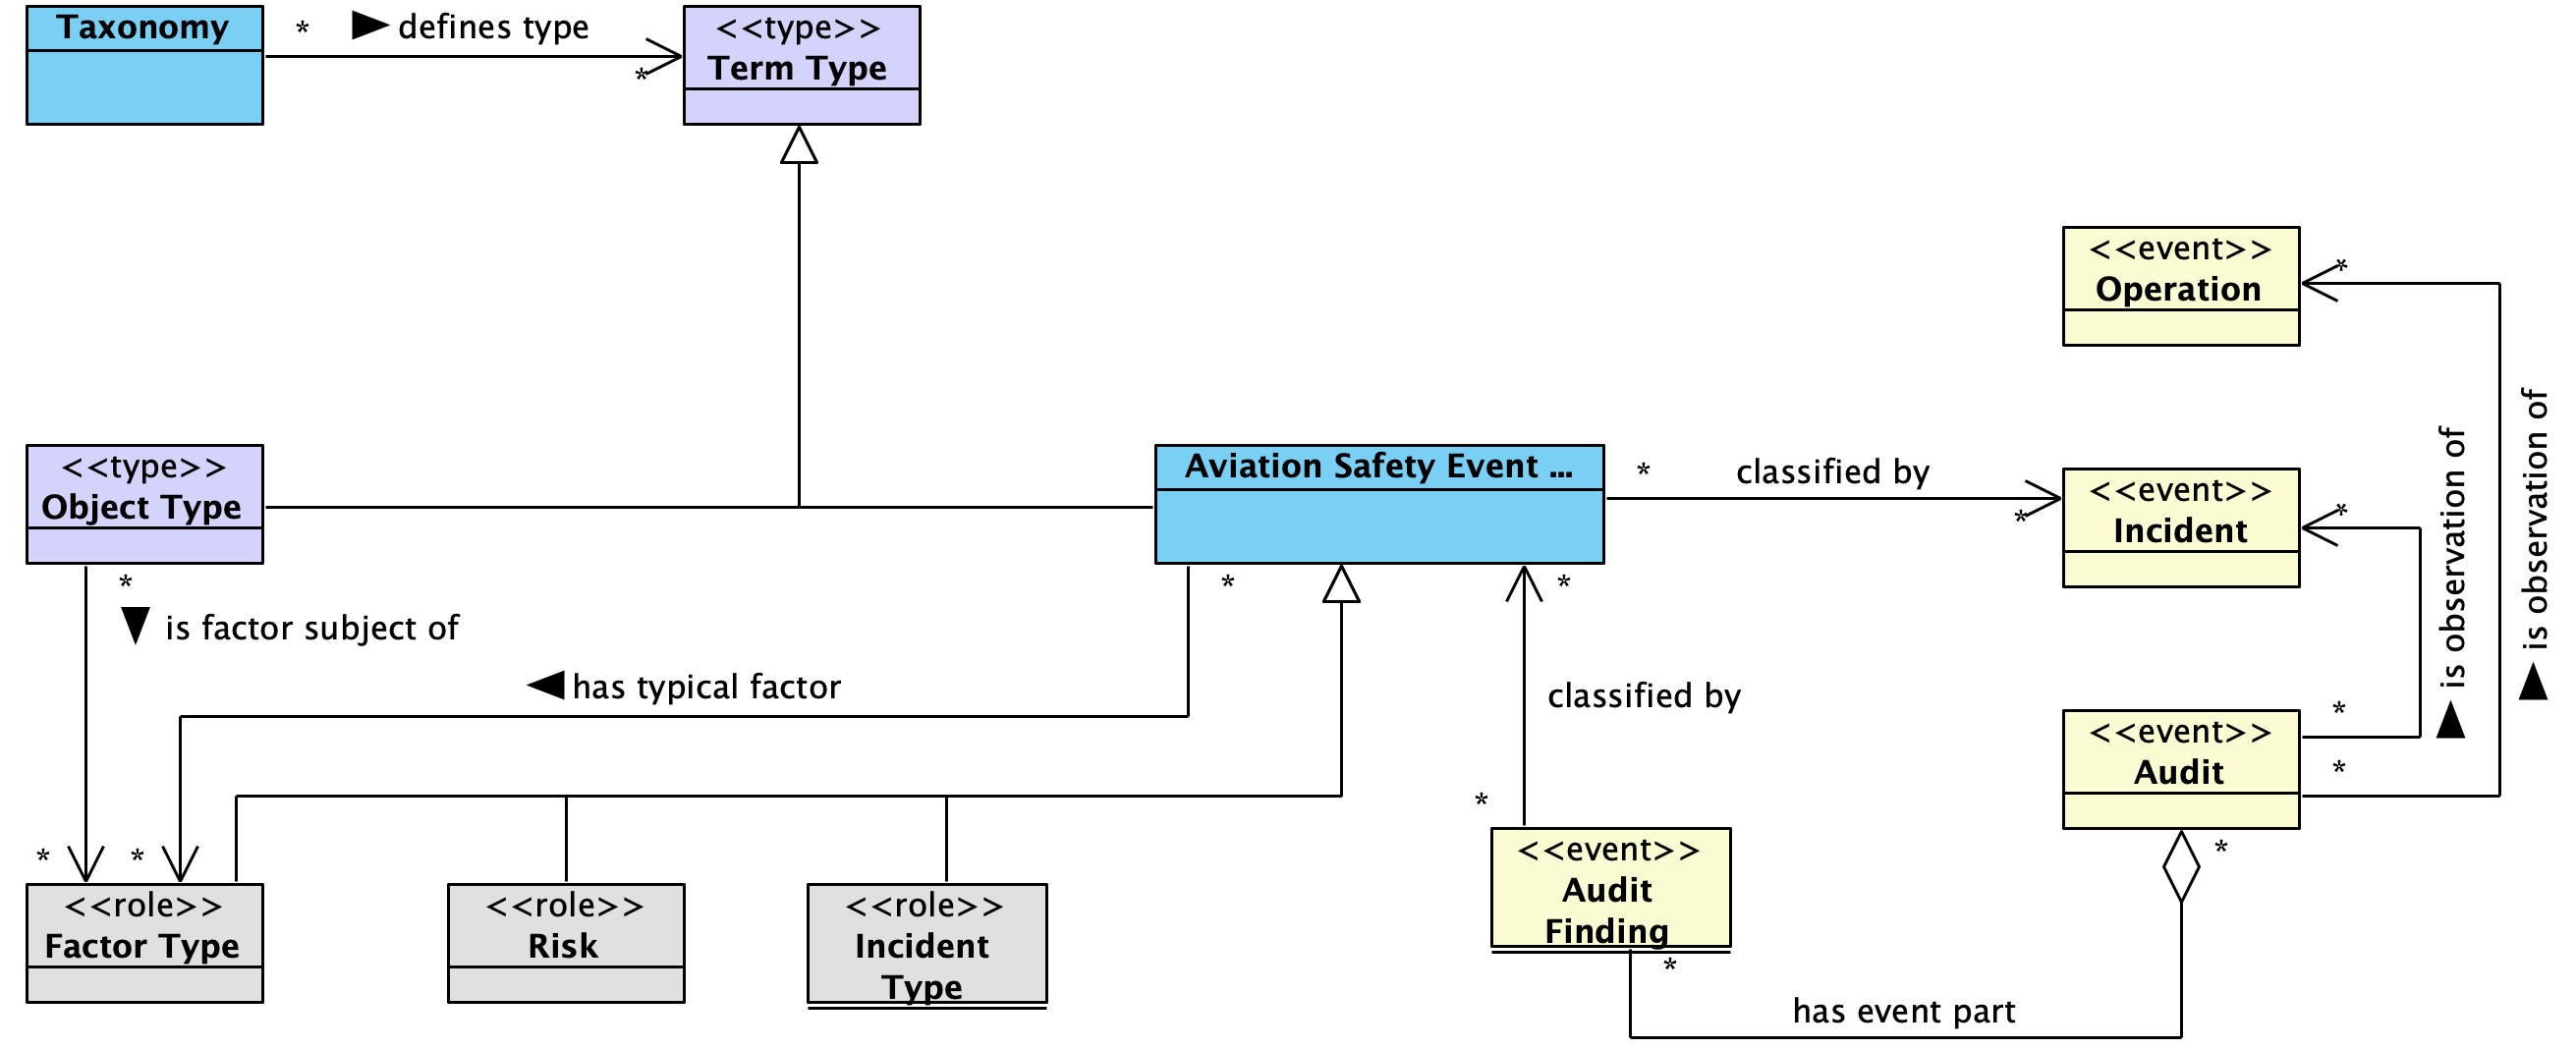 Taxonomy
*
▶ defines type
*
<<type>>
Term Type
<<event>>
Operation
*
<<type>>
Object Type
Aviation Safety Event ...
*
classified by
*
<<event>>
Incident
*
is observation of
is observation of
*
▼ is factor subject of
*
*
◀ has typical factor
classified by
*
<<event>>
Audit
*
*
*
*
*
<<role>>
Factor Type
<<role>>
Risk
<<role>>
Incident
Type
<<event>>
Audit
Finding
*
has event part